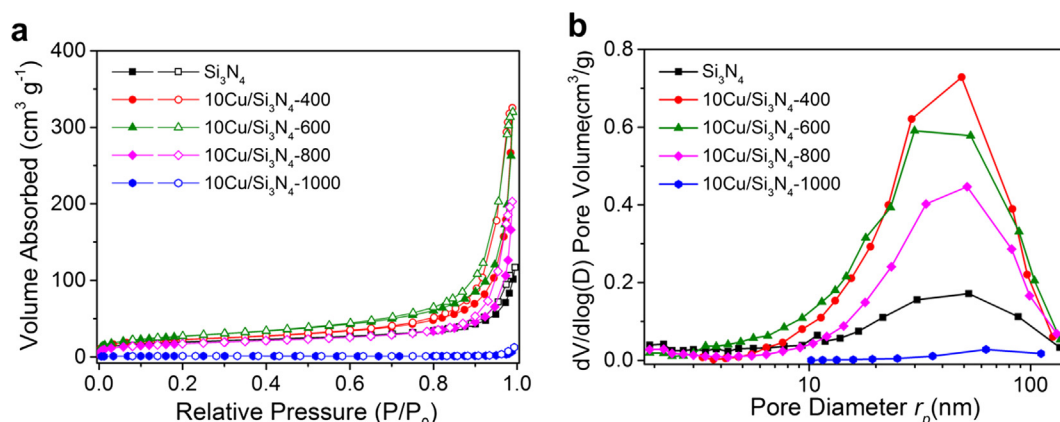 a
Volume Absorbed (cm³ g⁻¹)
400
300
200
100
0
0.0 0.2 0.4 0.6 0.8 1.0
Relative Pressure (P/P₀)
Si₃N₄
10Cu/Si₃N₄-400
10Cu/Si₃N₄-600
10Cu/Si₃N₄-800
10Cu/Si₃N₄-1000
b
dV/dlog(D) Pore Volume(cm³/g)
0.8
0.6
0.4
0.2
0.0
10 100
Pore Diameter rₚ(nm)
Si₃N₄
10Cu/Si₃N₄-400
10Cu/Si₃N₄-600
10Cu/Si₃N₄-800
10Cu/Si₃N₄-1000